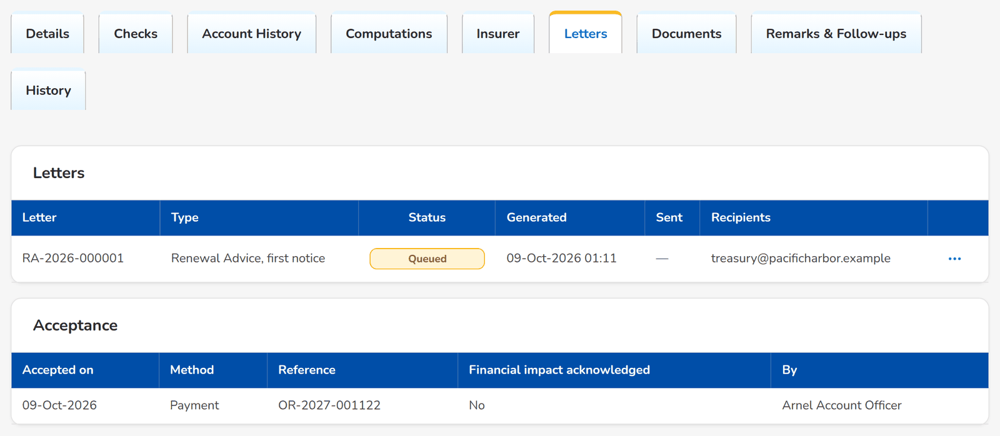 Details Checks Account History Computations Insurer Letters Documents Remarks & Follow-ups
History
Letters
Letter Type Status Generated Sent Recipients
RA-2026-000001 Renewal Advice, first notice Queued 09-Oct-2026 01:11 — treasury@pacificharbor.example ...
Acceptance
Accepted on Method Reference Financial impact acknowledged By
09-Oct-2026 Payment OR-2027-001122 No Arnel Account Officer